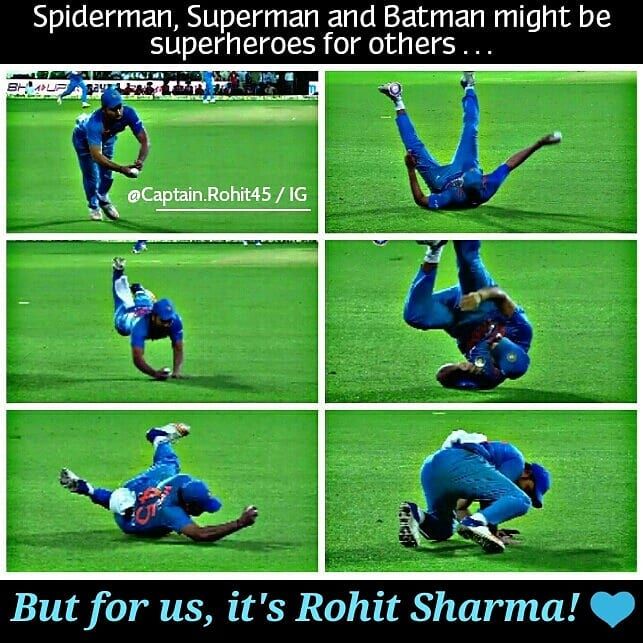 Spiderman, Superman and Batman might be
superheroes for others . . .
@Captain.Rohit45 / IG
45
But for us, it's Rohit Sharma!